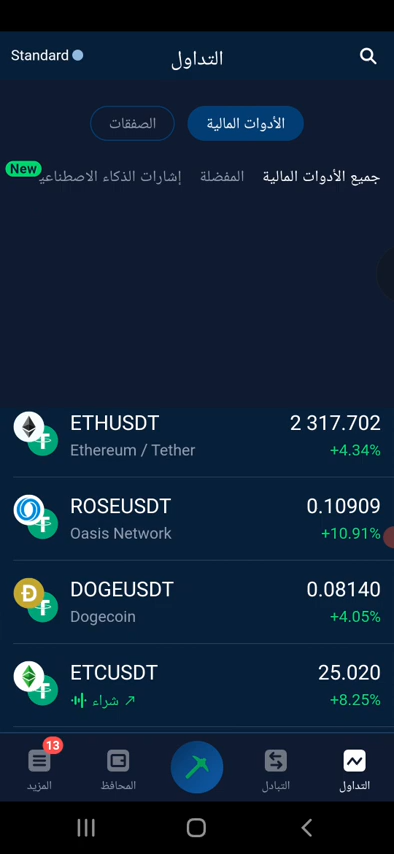 Standard
التداول
الأدوات المالية
الصفقات
جميع الأدوات المالية
المفضلة
إشارات الذكاء الاصطناعي
New
ETHUSDT
2 317.702
Ethereum / Tether
+4.34%
ROSEUSDT
0.10909
Oasis Network
+10.91%
DOGEUSDT
0.08140
Dogecoin
+4.05%
ETCUSDT
25.020
شراء
+8.25%
التداول
التبادل
المحافظ
المزيد
13